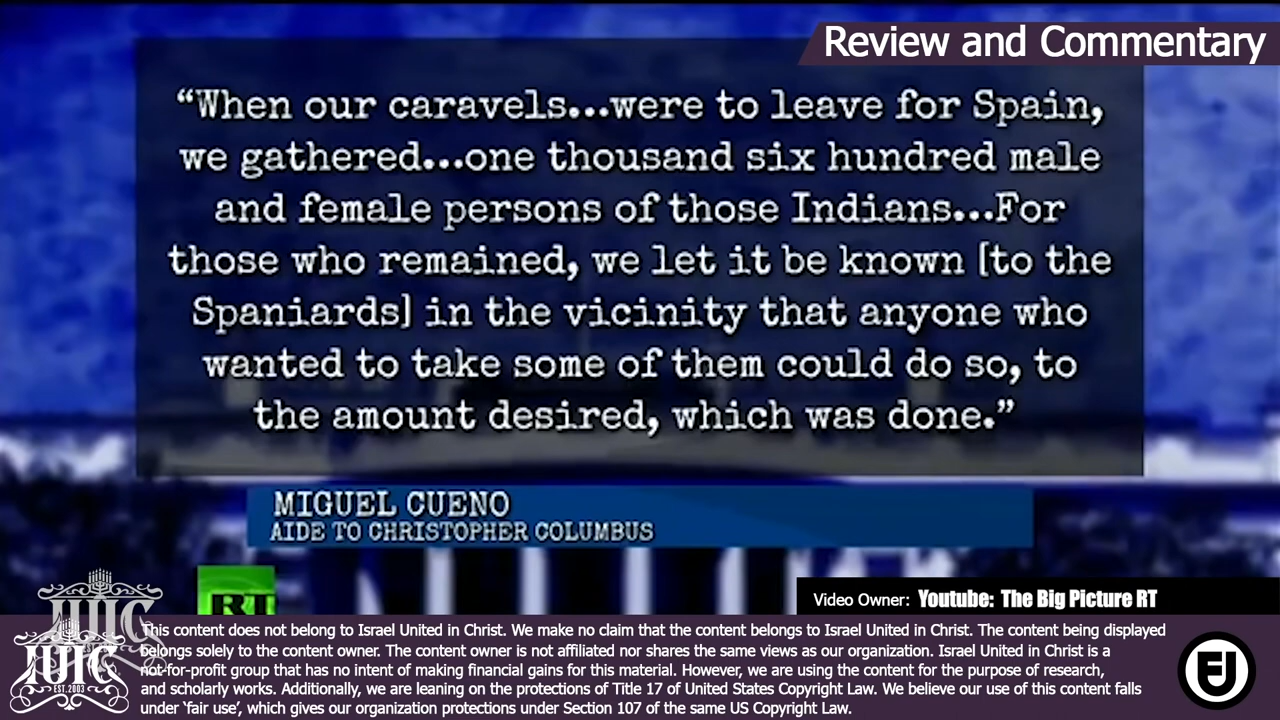 Review and Commentary
“When our caravels...were to leave for Spain,
we gathered...one thousand six hundred male
and female persons of those Indians...For
those who remained, we let it be known [to the
Spaniards] in the vicinity that anyone who
wanted to take some of them could do so, to
the amount desired, which was done.”
MIGUEL CUENO
AIDE TO CHRISTOPHER COLUMBUS
RT
Video Owner: Youtube: The Big Picture RT
IUIC
IUIC
EST. 2003
This content does not belong to Israel United in Christ. We make no claim that the content belongs to Israel United in Christ. The content being displayed
belongs solely to the content owner. The content owner is not affiliated nor shares the same views as our organization. Israel United in Christ is a
not-for-profit group that has no intent of making financial gains for this material. However, we are using the content for the purpose of research,
and scholarly works. Additionally, we are leaning on the protections of Title 17 of United States Copyright Law. We believe our use of this content falls
under ‘fair use’, which gives our organization protections under Section 107 of the same US Copyright Law.